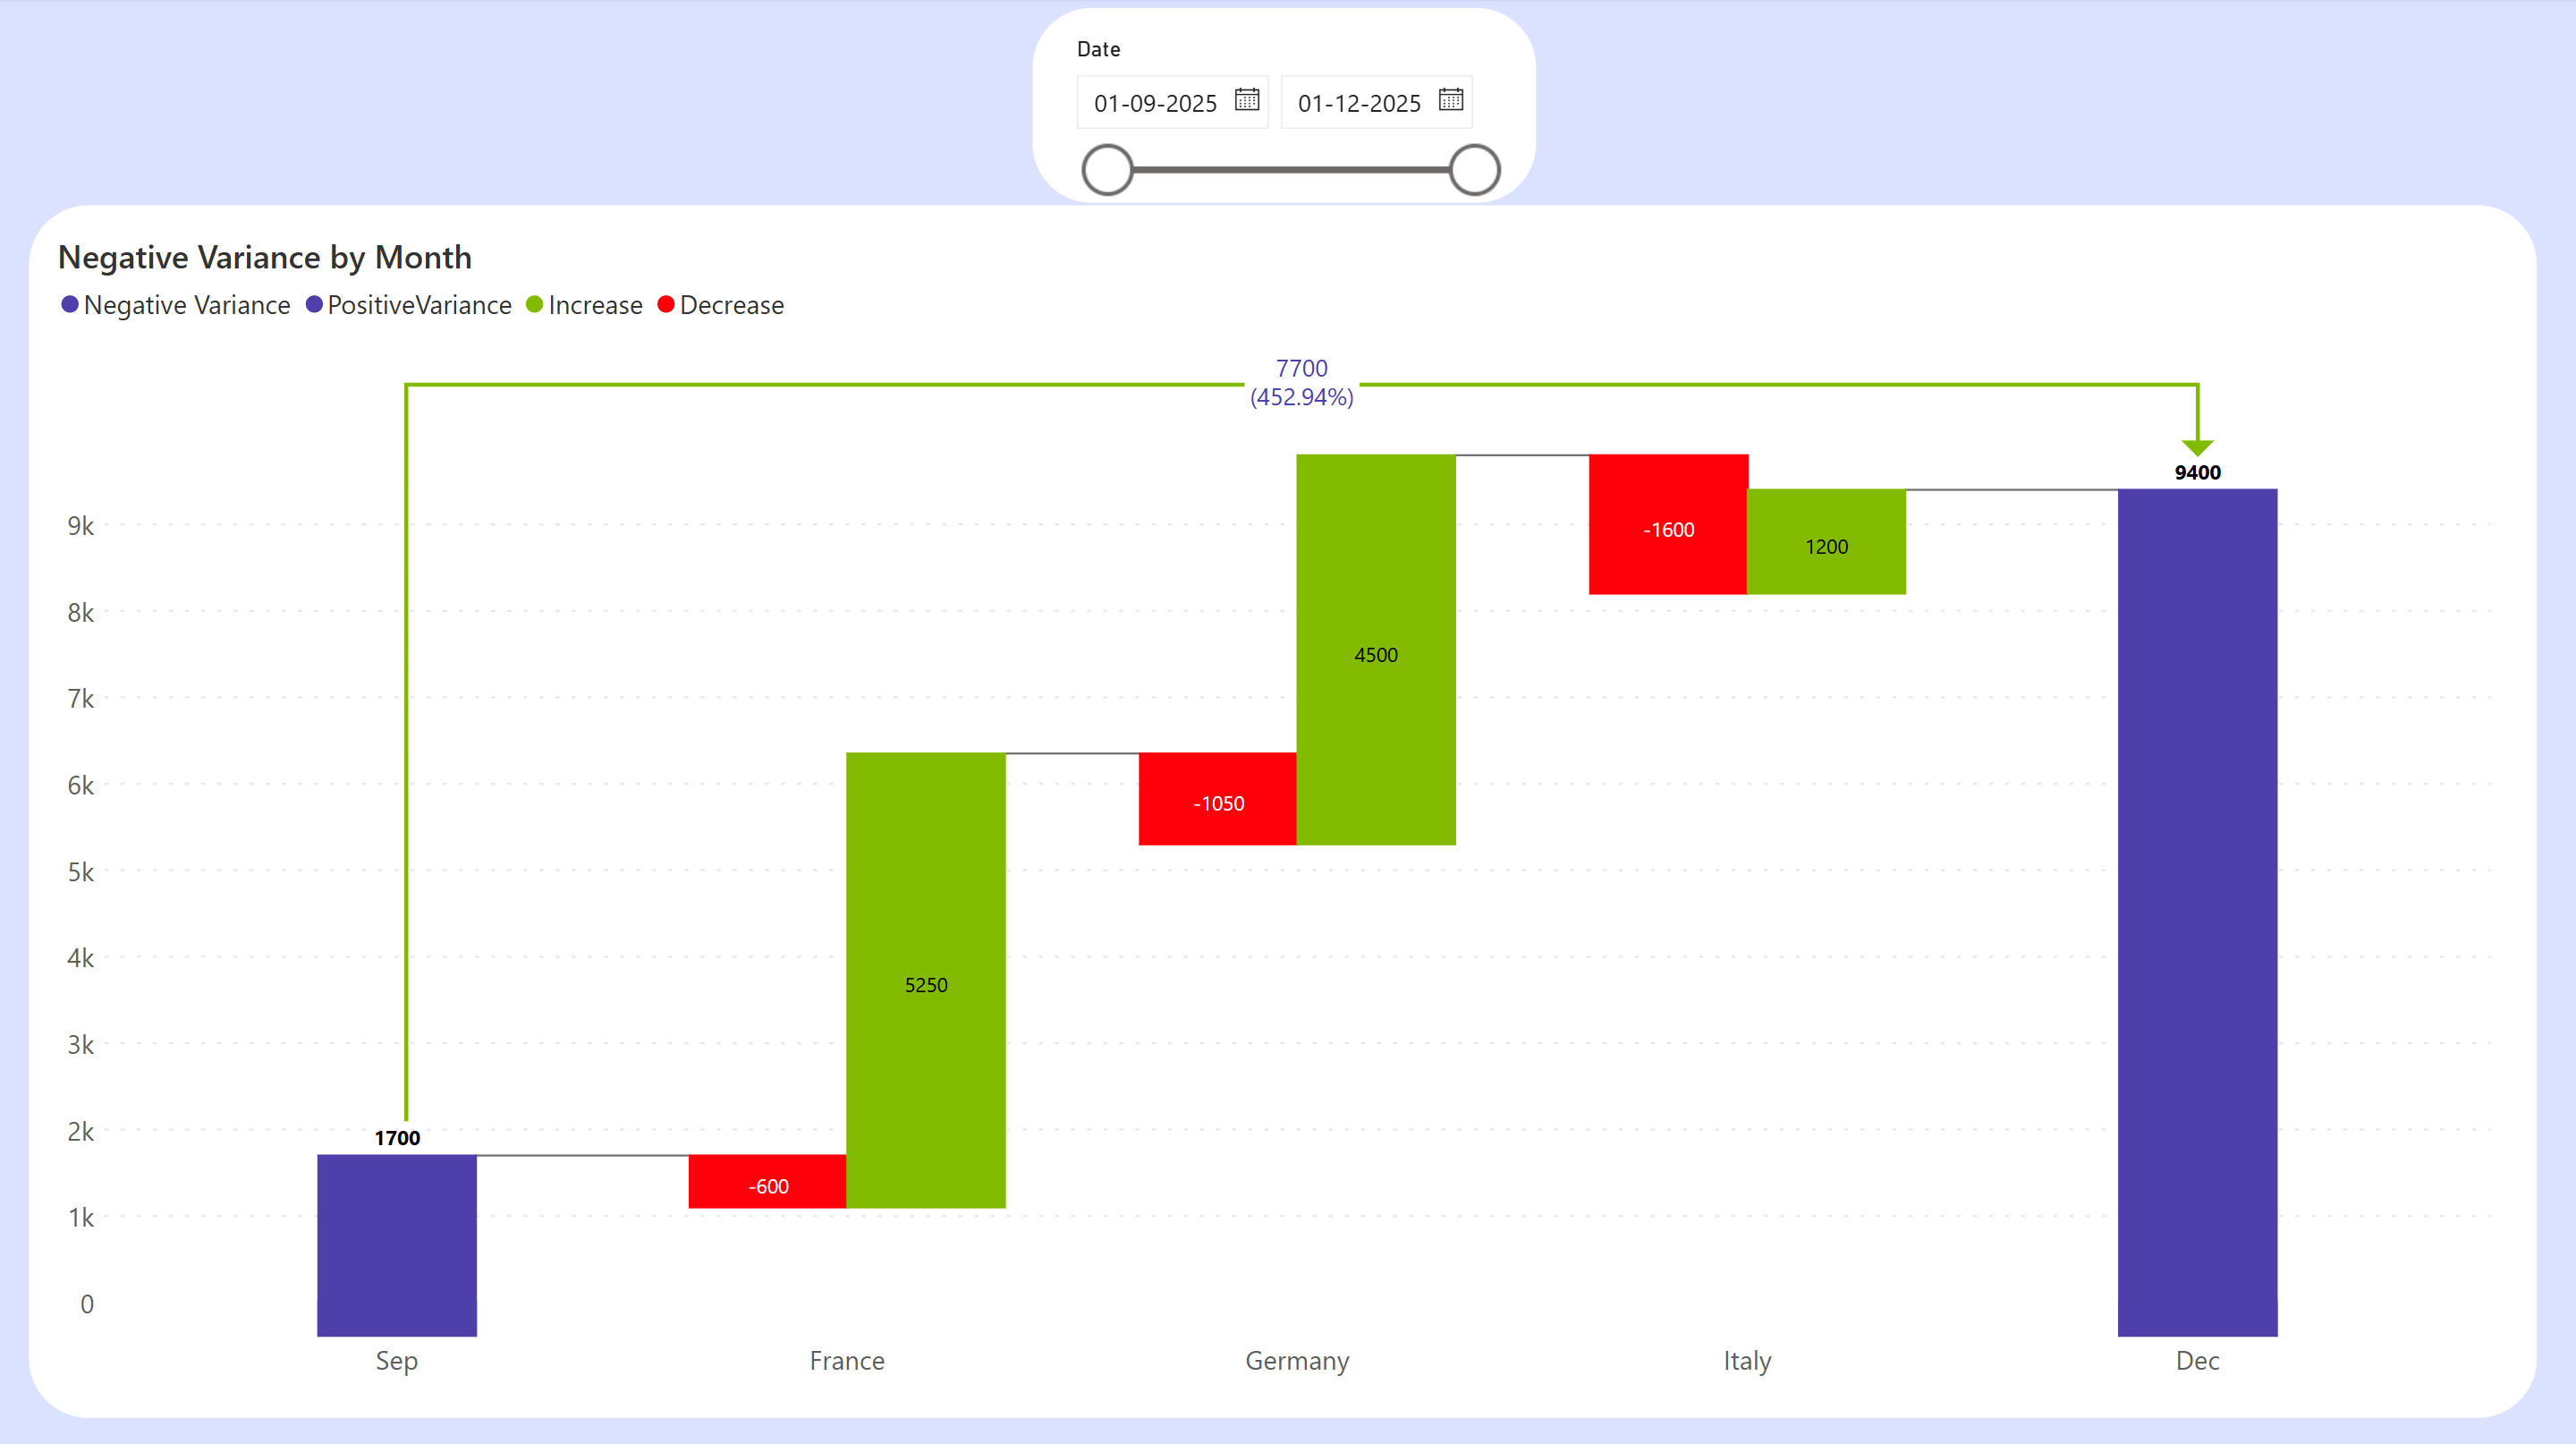 Date
01-09-2025 01-12-2025
Negative Variance by Month
Negative Variance PositiveVariance Increase Decrease
7700
(452.94%)
9400
9k
-1600
1200
8k
4500
7k
6k
-1050
5k
5250
4k
3k
2k
1700
-600
1k
0
Sep France Germany Italy Dec